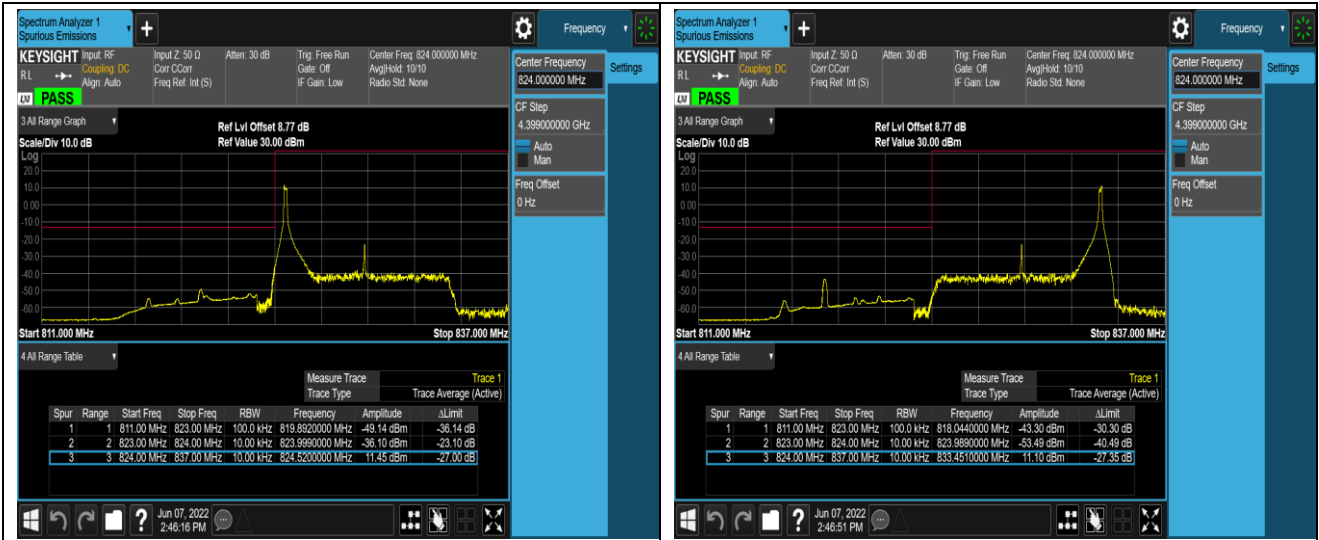 Spectrum Analyzer 1
Spurious Emissions
+
Frequency
KEYSIGHT Input: RF Input Z: 50 Ω Atten: 30 dB Trig: Free Run Center Freq: 824.000000 MHz
RL Coupling: DC Corr CCorr Gate: Off Avg|Hold: 10/10
Align: Auto Freq Ref: Int (S) IF Gain: Low Radio Std: None
LXI PASS
3 All Range Graph
Ref Lvl Offset 8.77 dB
Scale/Div 10.0 dB Ref Value 30.00 dBm
Log
20.0
10.0
0.00
-10.0
-20.0
-30.0
-40.0
-50.0
-60.0
Start 811.000 MHz Stop 837.000 MHz
4 All Range Table
Measure Trace Trace 1
Trace Type Trace Average (Active)
Spur Range Start Freq Stop Freq RBW Frequency Amplitude ΔLimit
1 1 811.00 MHz 823.00 MHz 100.0 kHz 819.8920000 MHz -49.14 dBm -36.14 dB
2 2 823.00 MHz 824.00 MHz 10.00 kHz 823.9990000 MHz -36.10 dBm -23.10 dB
3 3 824.00 MHz 837.00 MHz 10.00 kHz 824.5200000 MHz 11.45 dBm -27.00 dB
?
Jun 07, 2022
2:46:16 PM
Center Frequency
824.000000 MHz
Settings
CF Step
4.399000000 GHz
Auto
Man
Freq Offset
0 Hz
Spectrum Analyzer 1
Spurious Emissions
+
Frequency
KEYSIGHT Input: RF Input Z: 50 Ω Atten: 30 dB Trig: Free Run Center Freq: 824.000000 MHz
RL Coupling: DC Corr CCorr Gate: Off Avg|Hold: 10/10
Align: Auto Freq Ref: Int (S) IF Gain: Low Radio Std: None
LXI PASS
3 All Range Graph
Ref Lvl Offset 8.77 dB
Scale/Div 10.0 dB Ref Value 30.00 dBm
Log
20.0
10.0
0.00
-10.0
-20.0
-30.0
-40.0
-50.0
-60.0
Start 811.000 MHz Stop 837.000 MHz
4 All Range Table
Measure Trace Trace 1
Trace Type Trace Average (Active)
Spur Range Start Freq Stop Freq RBW Frequency Amplitude ΔLimit
1 1 811.00 MHz 823.00 MHz 100.0 kHz 818.0440000 MHz -43.30 dBm -30.30 dB
2 2 823.00 MHz 824.00 MHz 10.00 kHz 823.9890000 MHz -53.49 dBm -40.49 dB
3 3 824.00 MHz 837.00 MHz 10.00 kHz 833.4510000 MHz 11.10 dBm -27.35 dB
?
Jun 07, 2022
2:46:51 PM
Center Frequency
824.000000 MHz
Settings
CF Step
4.399000000 GHz
Auto
Man
Freq Offset
0 Hz